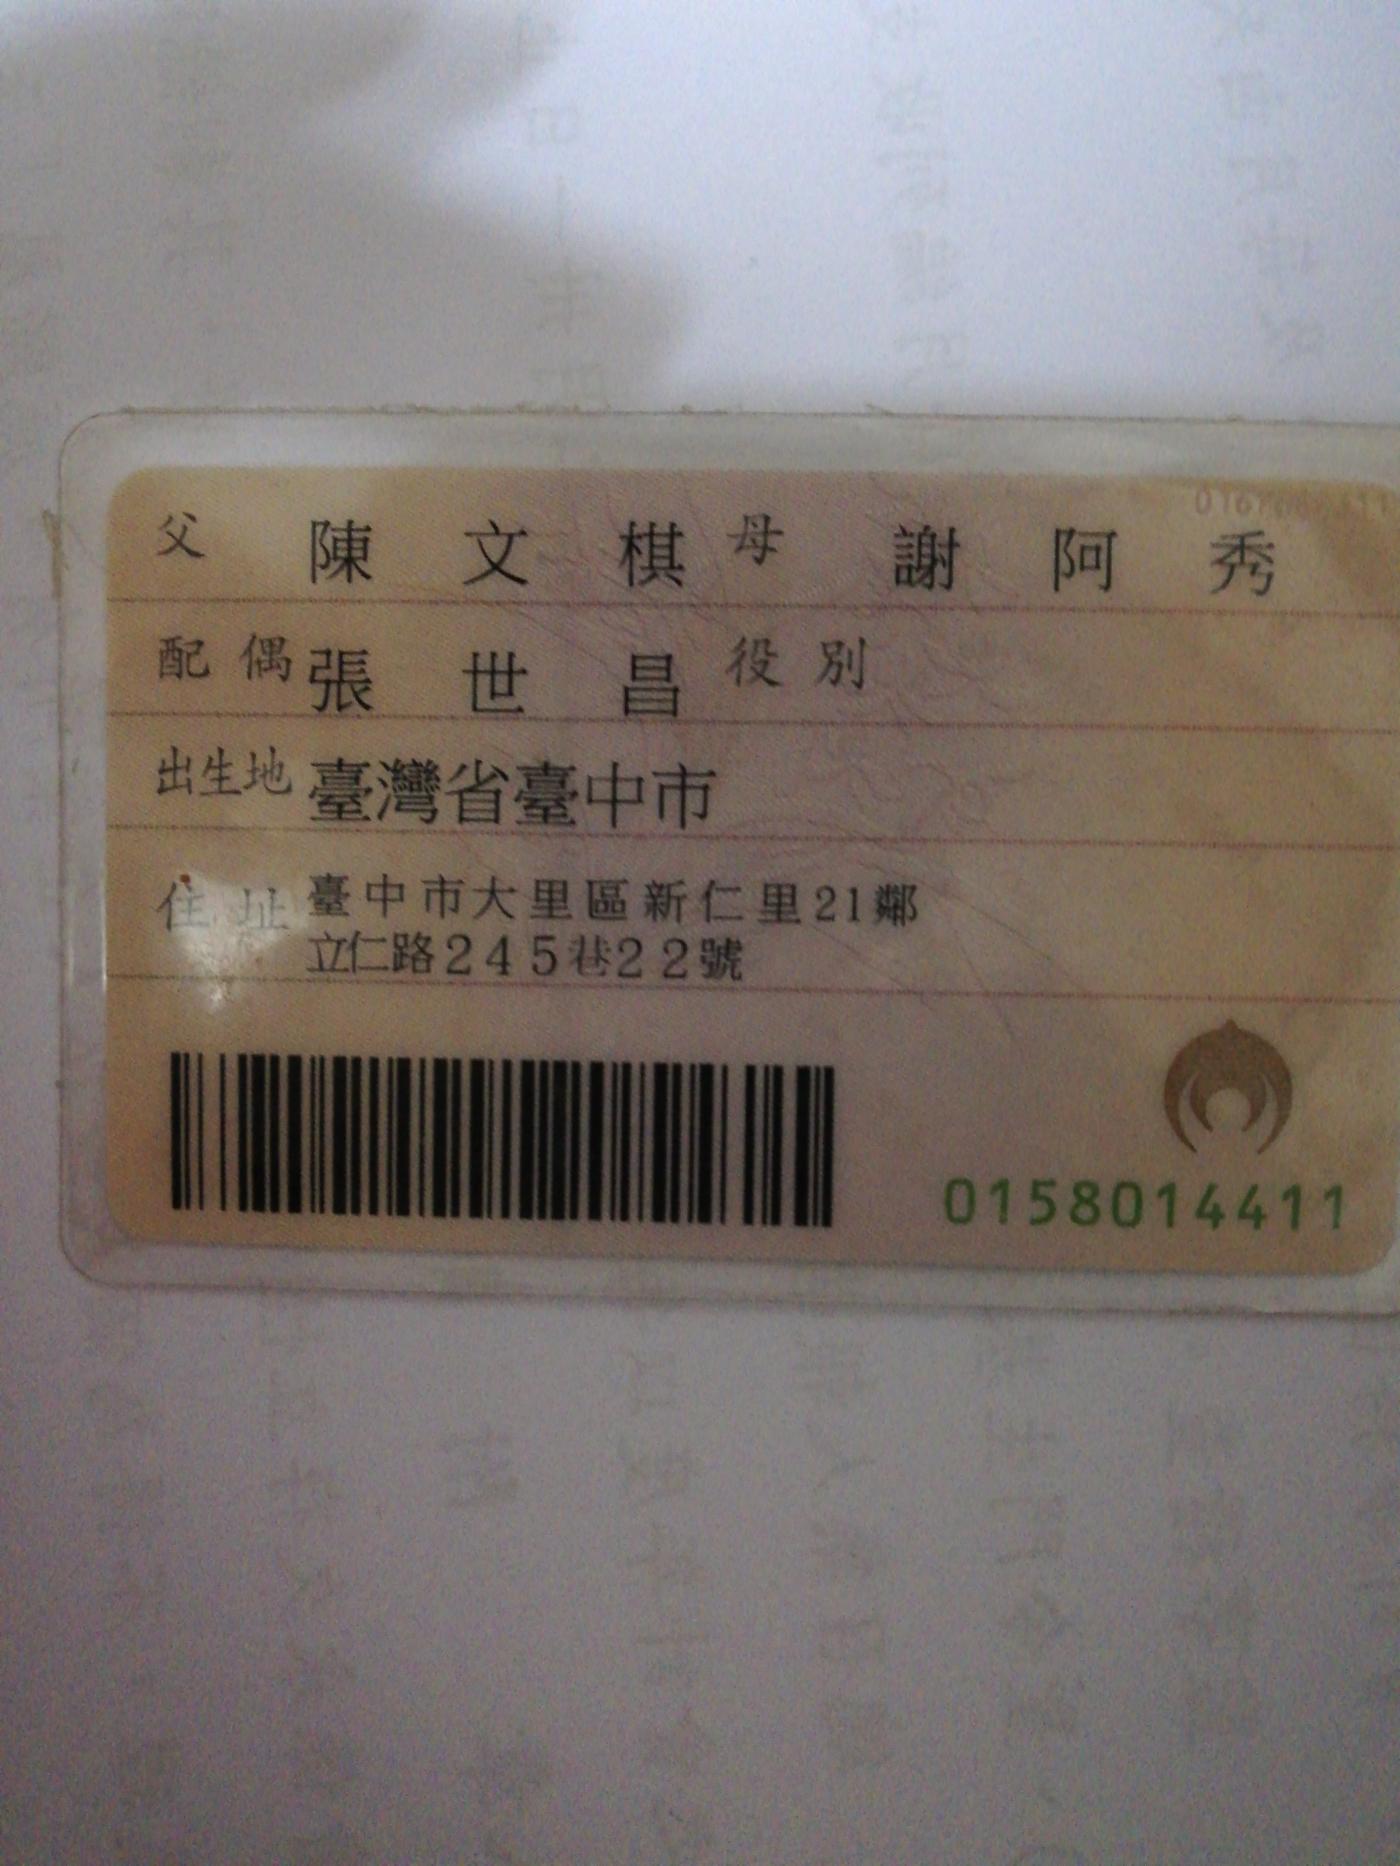 父 陳文棋 母 謝阿秀
配偶 張世昌 役別
出生地 臺灣省臺中市
住址 臺中市大里區新仁里21鄰
立仁路245巷22號
0158014411